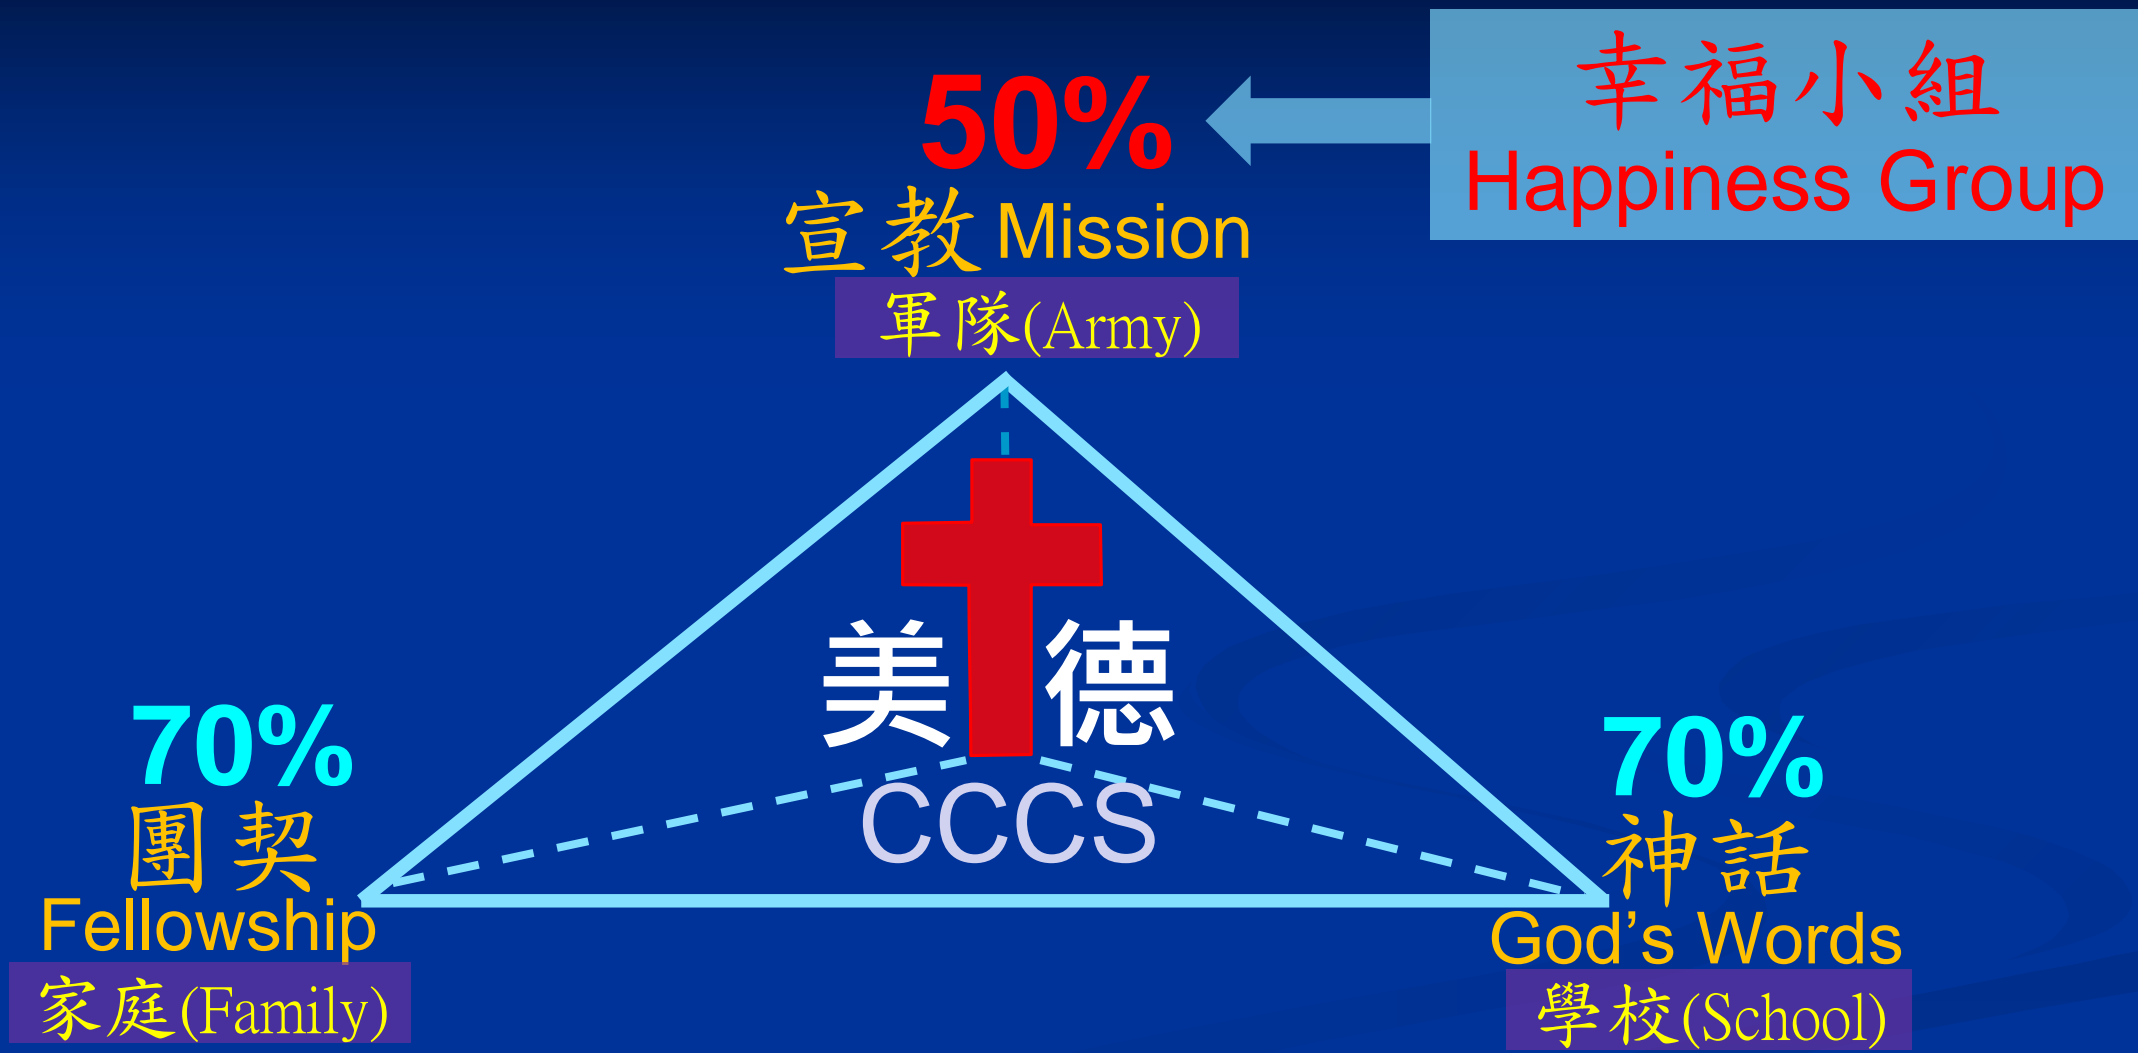 幸福小組
Happiness Group
50%
宣教 Mission
軍隊(Army)
美 德
CCCS
70%
團契
Fellowship
家庭(Family)
70%
神話
God’s Words
學校(School)